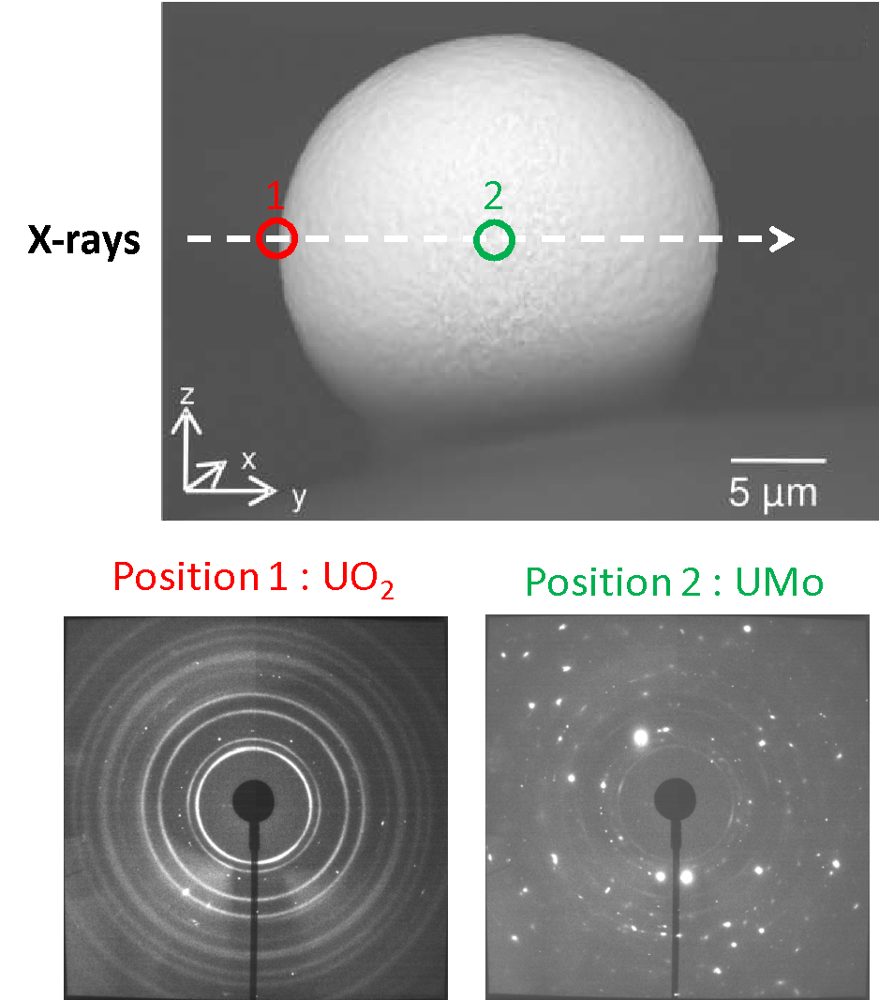 1
2
X-rays
z
x
y
5 μm
Position 1 : UO₂
Position 2 : UMo